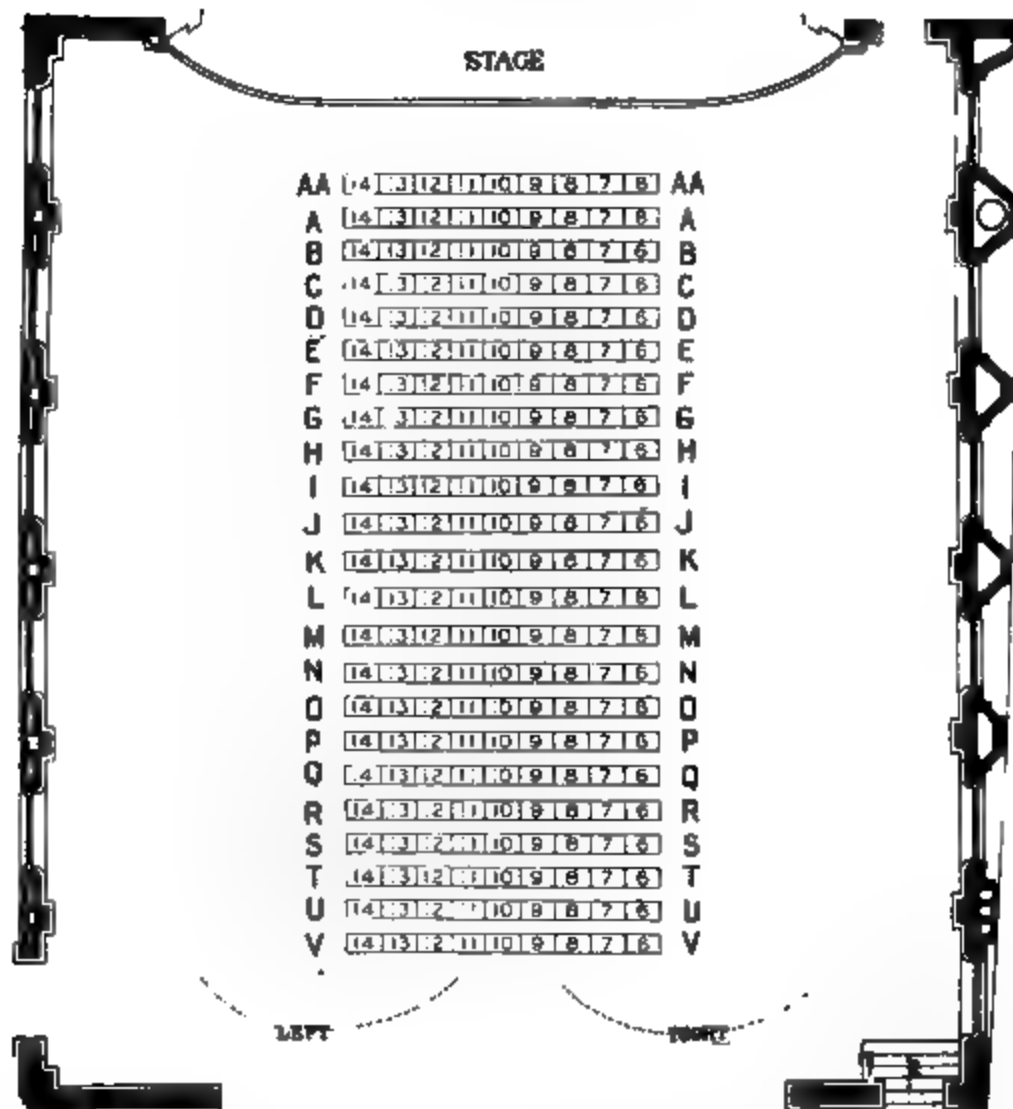 STAGE
AA 14 13 12 11 10 9 8 7 6 AA
A 14 13 12 11 10 9 8 7 6 A
B 14 13 12 11 10 9 8 7 6 B
C 14 13 12 11 10 9 8 7 6 C
D 14 13 12 11 10 9 8 7 6 D
E 14 13 12 11 10 9 8 7 6 E
F 14 13 12 11 10 9 8 7 6 F
G 14 13 12 11 10 9 8 7 6 G
H 14 13 12 11 10 9 8 7 6 H
I 14 13 12 11 10 9 8 7 6 I
J 14 13 12 11 10 9 8 7 6 J
K 14 13 12 11 10 9 8 7 6 K
L 14 13 12 11 10 9 8 7 6 L
M 14 13 12 11 10 9 8 7 6 M
N 14 13 12 11 10 9 8 7 6 N
O 14 13 12 11 10 9 8 7 6 O
P 14 13 12 11 10 9 8 7 6 P
Q 14 13 12 11 10 9 8 7 6 Q
R 14 13 12 11 10 9 8 7 6 R
S 14 13 12 11 10 9 8 7 6 S
T 14 13 12 11 10 9 8 7 6 T
U 14 13 12 11 10 9 8 7 6 U
V 14 13 12 11 10 9 8 7 6 V
LEFT RIGHT